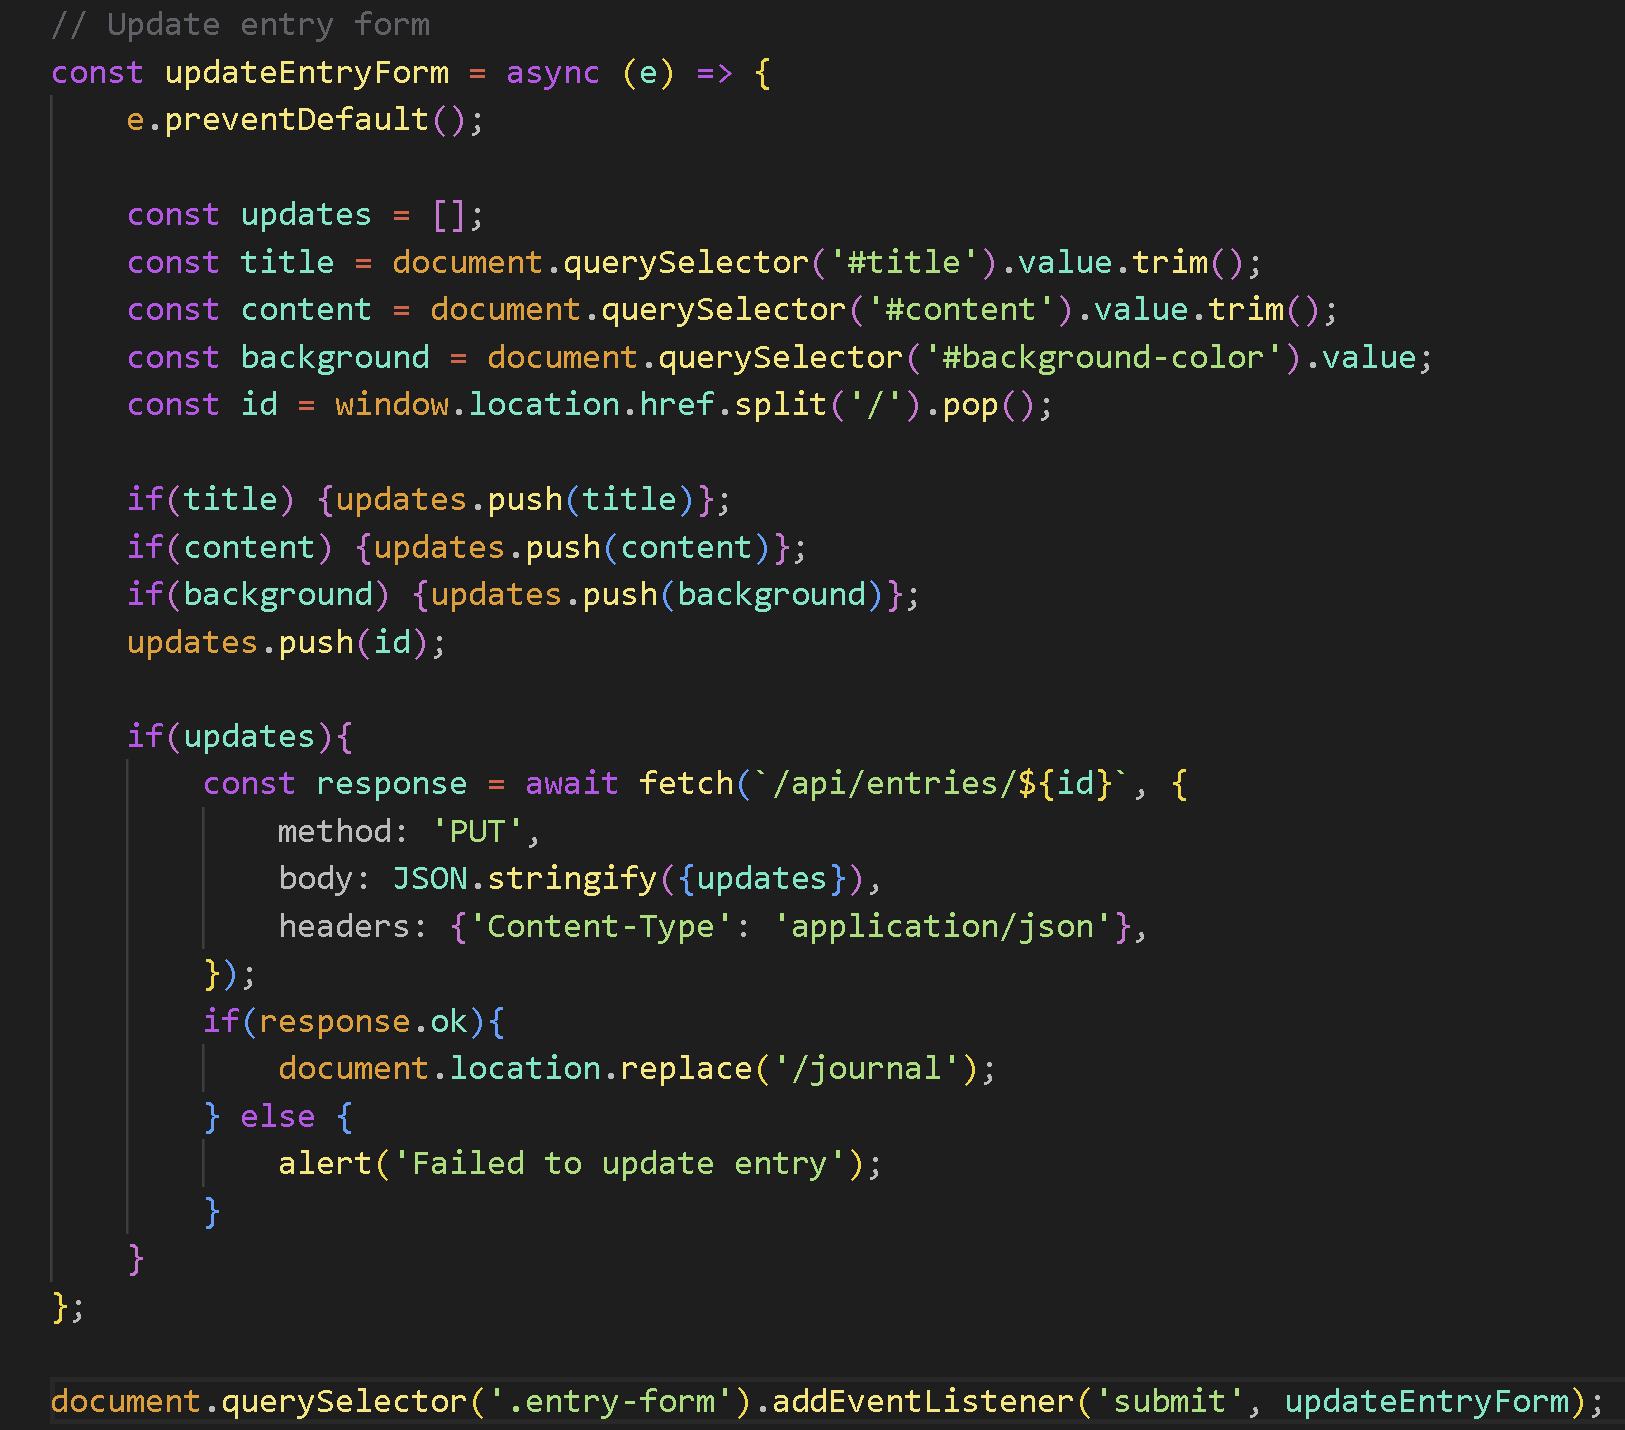 // Update entry form
const updateEntryForm = async (e) => {
    e.preventDefault();

    const updates = [];
    const title = document.querySelector('#title').value.trim();
    const content = document.querySelector('#content').value.trim();
    const background = document.querySelector('#background-color').value;
    const id = window.location.href.split('/').pop();

    if(title) {updates.push(title)};
    if(content) {updates.push(content)};
    if(background) {updates.push(background)};
    updates.push(id);

    if(updates){
        const response = await fetch(`/api/entries/${id}`, {
            method: 'PUT',
            body: JSON.stringify({updates}),
            headers: {'Content-Type': 'application/json'},
        });
        if(response.ok){
            document.location.replace('/journal');
        } else {
            alert('Failed to update entry');
        }
    }
};

document.querySelector('.entry-form').addEventListener('submit', updateEntryForm);